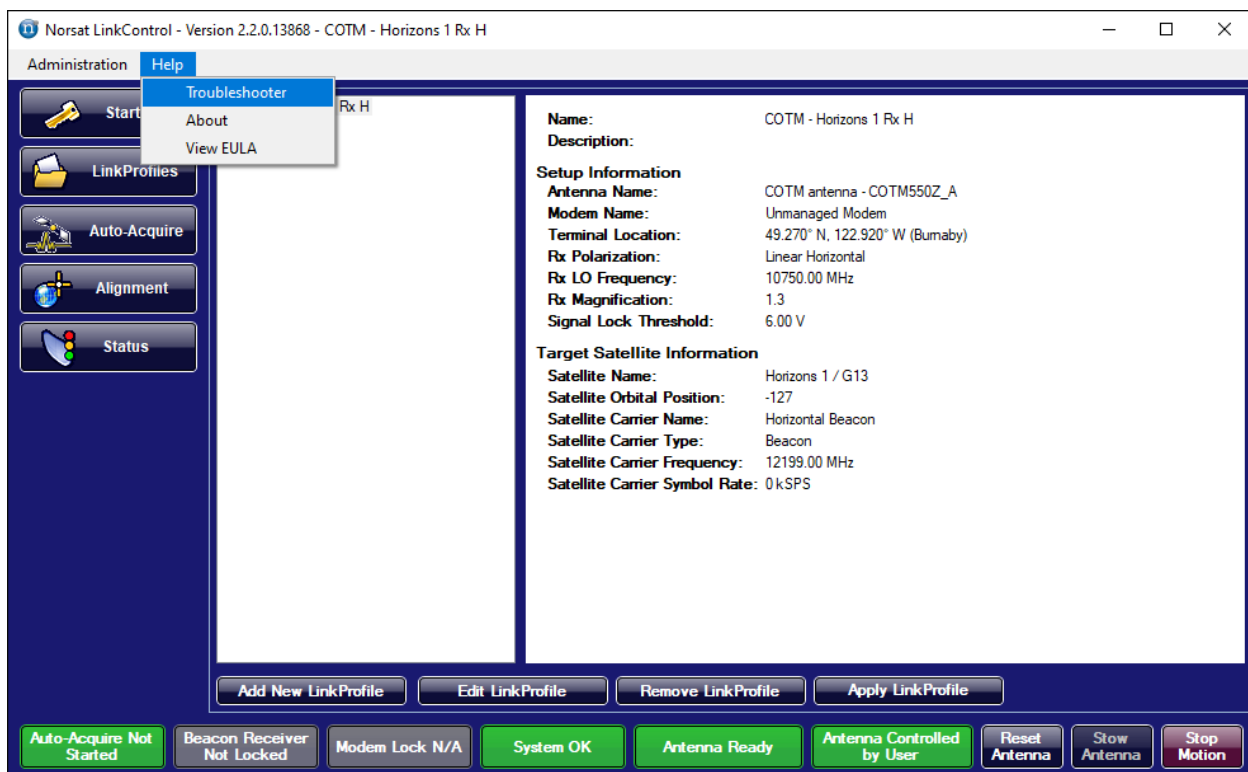 Norsat LinkControl - Version 2.2.0.13868 - COTM - Horizons 1 Rx H
Administration Help
Troubleshooter
About
View EULA
Start
LinkProfiles
Auto-Acquire
Alignment
Status
Rx H
Name: COTM - Horizons 1 Rx H
Description:
Setup Information
Antenna Name: COTM antenna - COTM550Z_A
Modem Name: Unmanaged Modem
Terminal Location: 49.270° N, 122.920° W (Burnaby)
Rx Polarization: Linear Horizontal
Rx LO Frequency: 10750.00 MHz
Rx Magnification: 1.3
Signal Lock Threshold: 6.00 V
Target Satellite Information
Satellite Name: Horizons 1 / G13
Satellite Orbital Position: -127
Satellite Carrier Name: Horizontal Beacon
Satellite Carrier Type: Beacon
Satellite Carrier Frequency: 12199.00 MHz
Satellite Carrier Symbol Rate: 0 kSPS
Add New LinkProfile Edit LinkProfile Remove LinkProfile Apply LinkProfile
Auto-Acquire Not Started
Beacon Receiver Not Locked
Modem Lock N/A
System OK
Antenna Ready
Antenna Controlled by User
Reset Antenna
Stow Antenna
Stop Motion